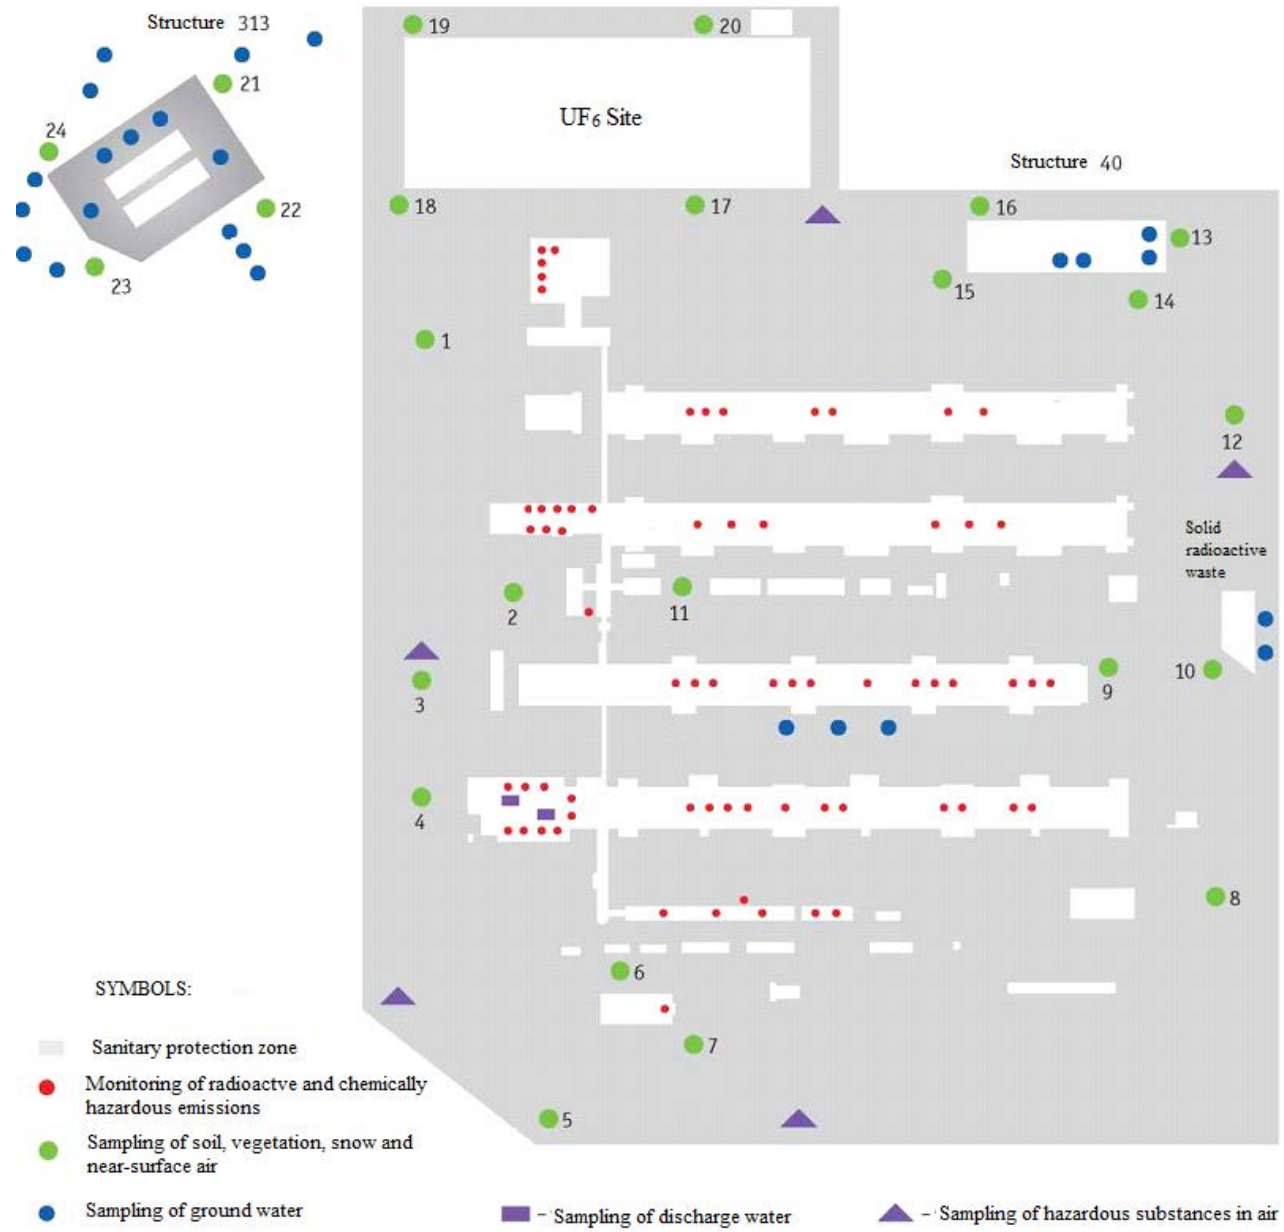 Structure 313
19
20
21
UF6 Site
24
Structure 40
18
17
16
22
13
23
15
14
1
12
Solid
radioactive
waste
2
11
3
9
10
4
8
6
SYMBOLS:
7
Sanitary protection zone
Monitoring of radioactve and chemically
hazardous emissions
5
Sampling of soil, vegetation, snow and
near-surface air
Sampling of ground water
- Sampling of discharge water
- Sampling of hazardous substances in air